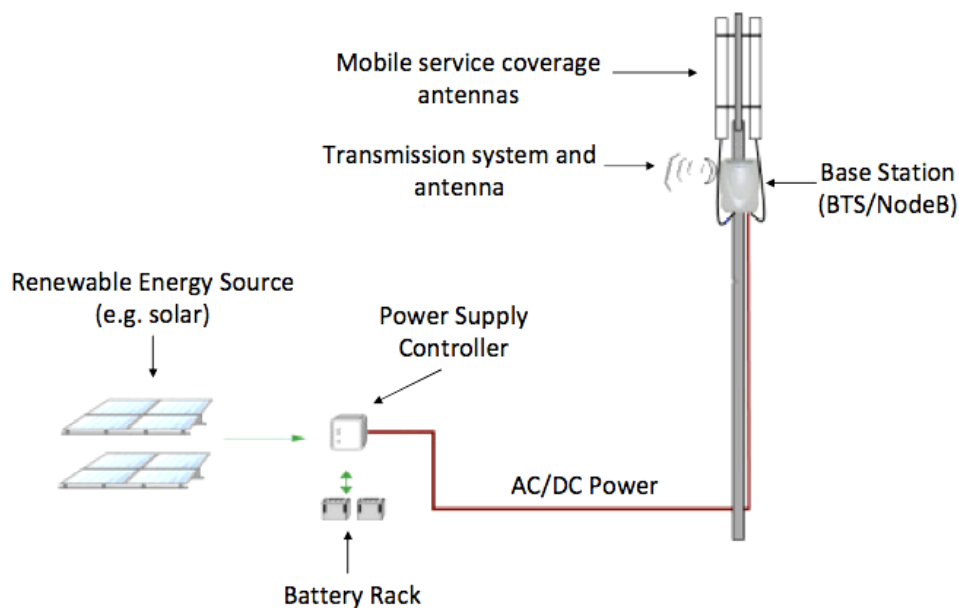 Mobile service coverage
antennas
Transmission system and
antenna
Base Station
(BTS/NodeB)
Renewable Energy Source
(e.g. solar)
Power Supply
Controller
AC/DC Power
Battery Rack